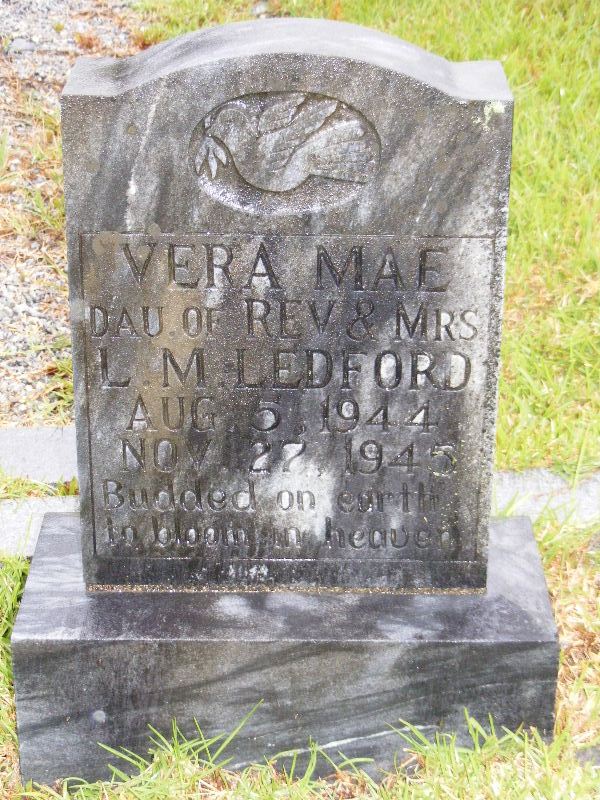 VERA MAE
DAU. OF REV & MRS
L. M. LEDFORD
AUG. 5, 1944
NOV. 27, 1945
Budded on earth
to bloom in heaven